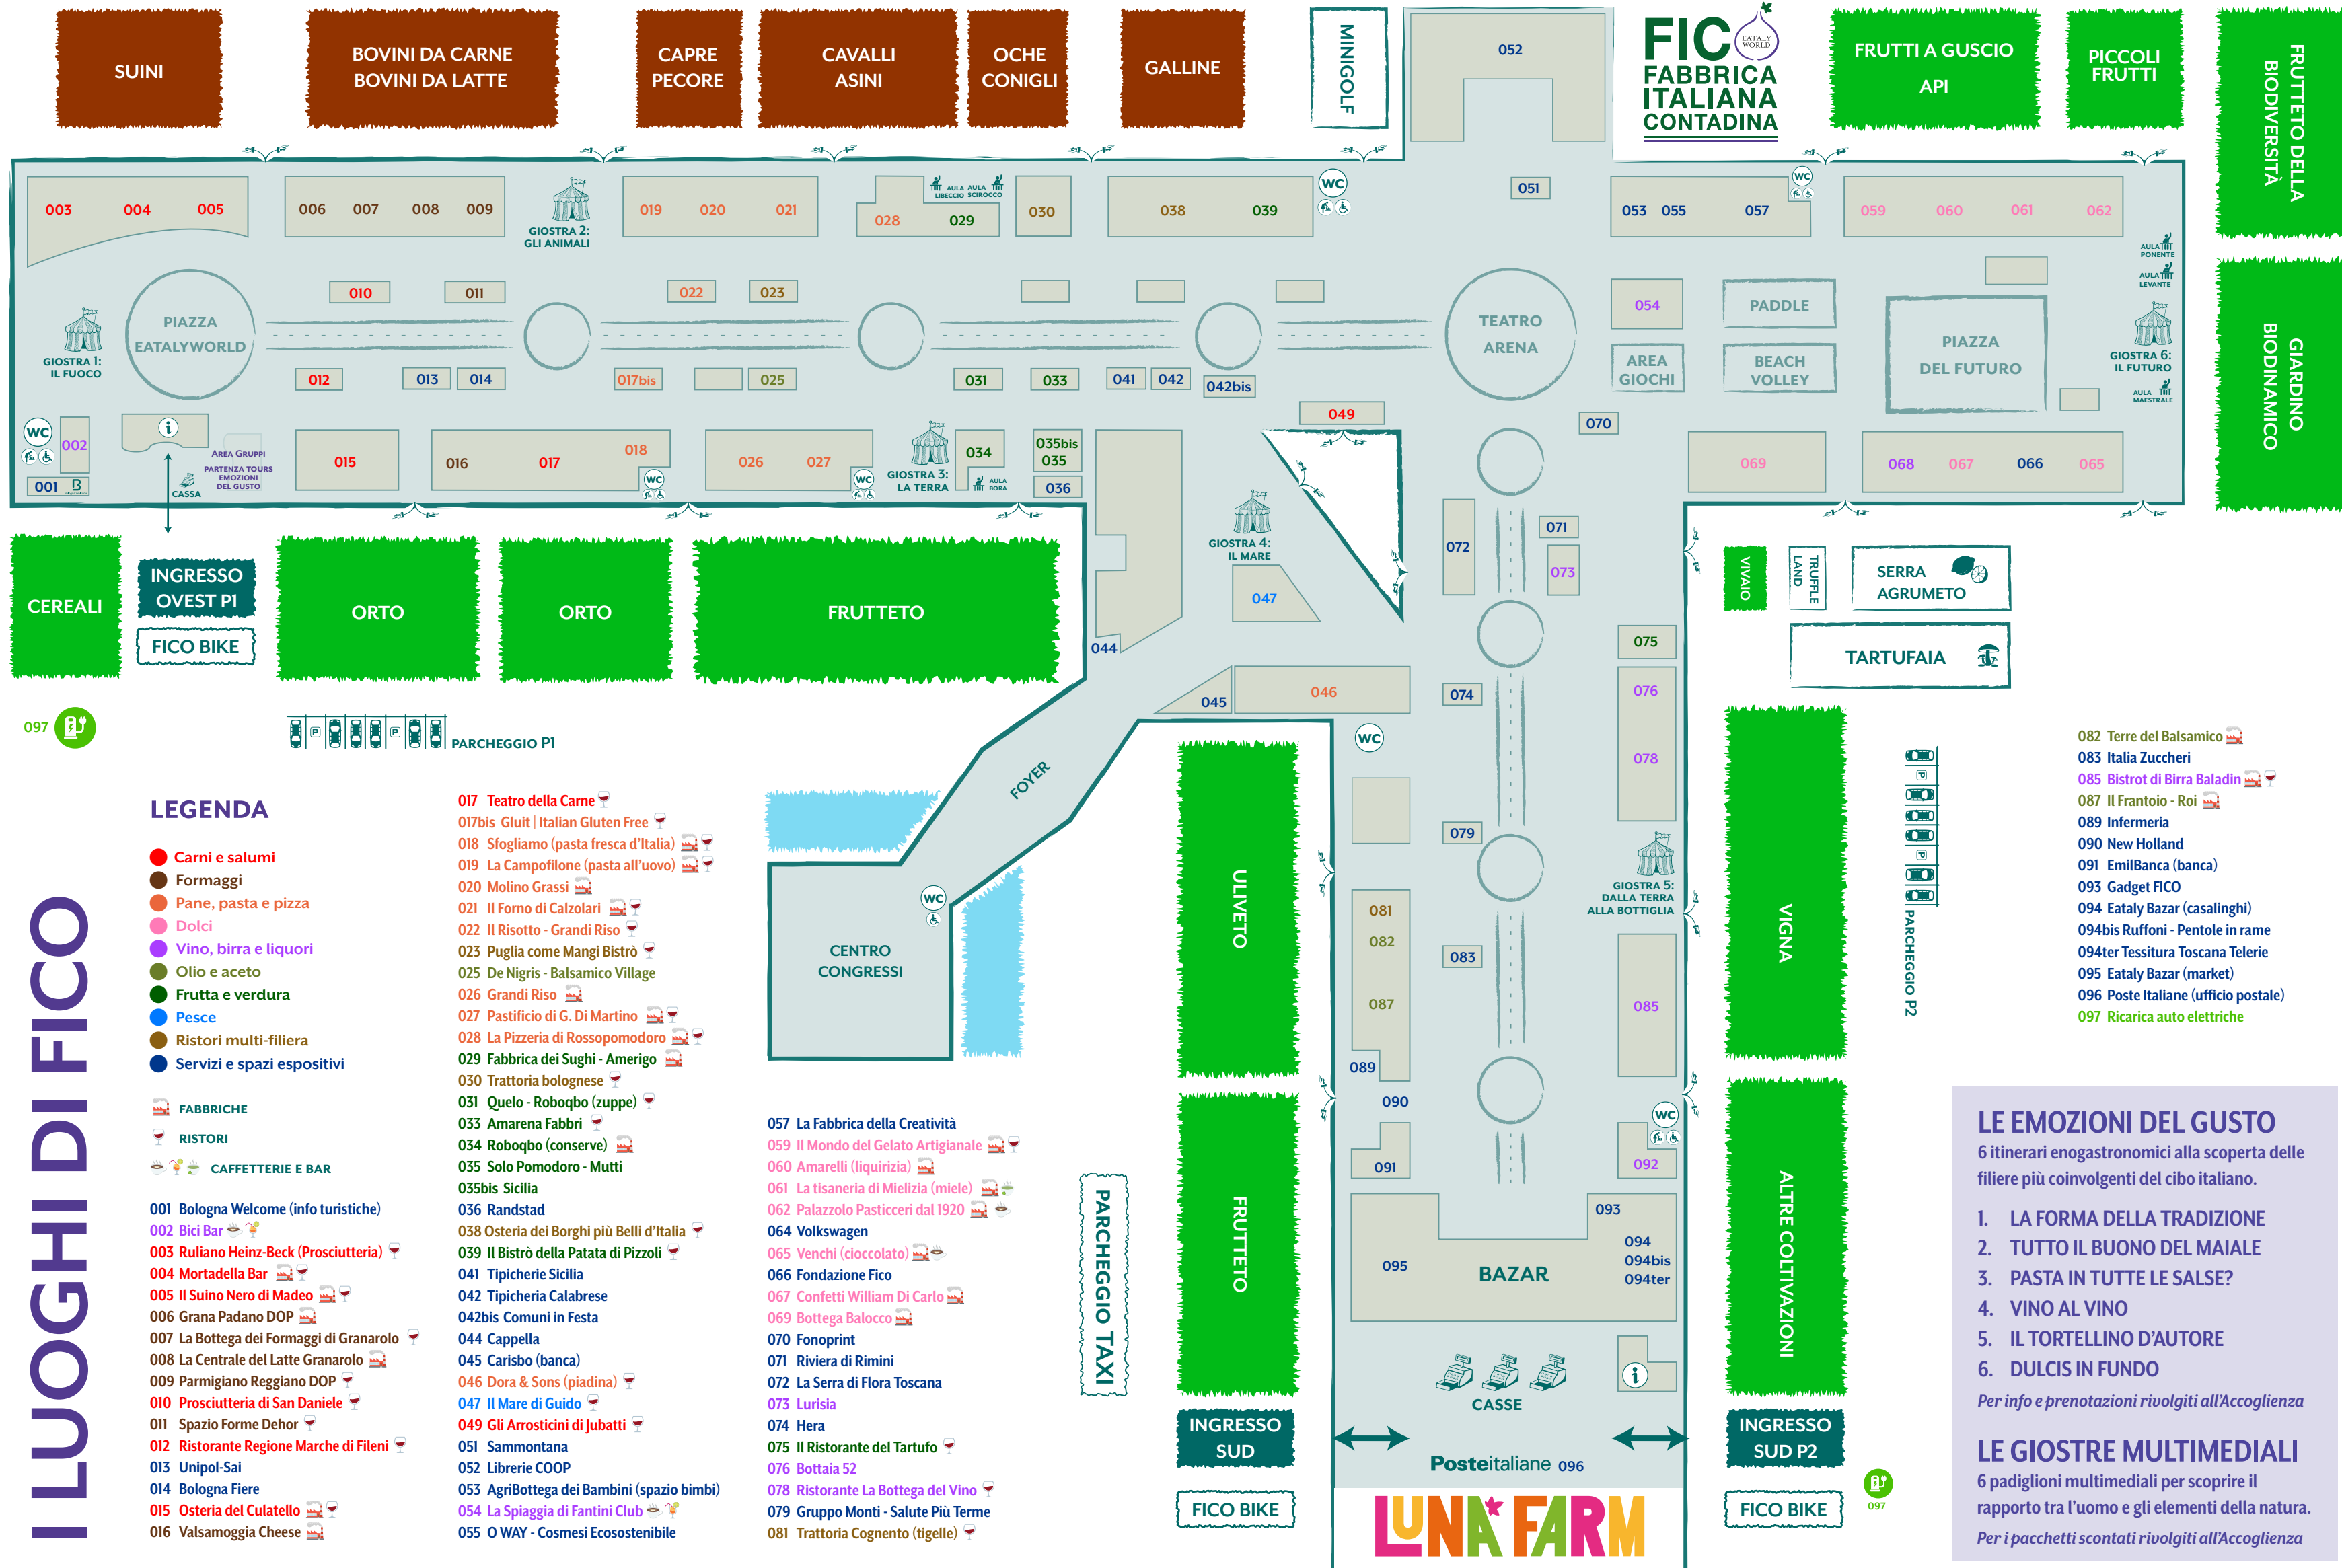 SUINI
BOVINI DA CARNE
BOVINI DA LATTE
CAPRE
PECORE
CAVALLI
ASINI
OCHE
CONIGLI
GALLINE
MINIGOLF
052
FICO
EATALY
WORLD
FABBRICA
ITALIANA
CONTADINA
FRUTTI A GUSCIO
API
PICCOLI
FRUTTI
FRUTTETO DELLA
BIODIVERSITÀ
003 004 005
006 007 008 009
GIOSTRA 2:
GLI ANIMALI
019 020 021
028
AULA
LIBECCIO
AULA
SCIROCCO
029
030
038 039
WC
051
053 055 057
WC
059 060 061 062
AULA
PONENTE
AULA
LEVANTE
GIOSTRA 1:
IL FUOCO
PIAZZA
EATALYWORLD
010
011
022
023
TEATRO
ARENA
054
PADDLE
AREA
GIOCHI
BEACH
VOLLEY
PIAZZA
DEL FUTURO
GIOSTRA 6:
IL FUTURO
AULA
MAESTRALE
GIARDINO
BIODINAMICO
012
013
014
017bis
025
031
033
041
042
042bis
049
070
WC
002
001
i
CASSA
AREA GRUPPI
PARTENZA TOURS
EMOZIONI
DEL GUSTO
015
016 017 018
WC
026 027
WC
GIOSTRA 3:
LA TERRA
034
AULA
BORA
035bis
035
036
GIOSTRA 4:
IL MARE
047
072
071
073
069
068 067 066 065
CEREALI
INGRESSO
OVEST P1
FICO BIKE
ORTO
ORTO
FRUTTETO
044
045
046
074
075
076
078
VIVAIO
TRUFFLE
LAND
SERRA
AGRUMETO
TARTUFAIA
097
P
P
PARCHEGGIO P1
FOYER
WC
CENTRO
CONGRESSI
WC
079
GIOSTRA 5:
DALLA TERRA
ALLA BOTTIGLIA
081
082
087
083
085
089
090
091
WC
092
093
094
094bis
094ter
095
BAZAR
CASSE
i
Posteitaliane 096
LUNA FARM
ULIVETO
FRUTTETO
VIGNA
ALTRE COLTIVAZIONI
P
P
PARCHEGGIO P2
PARCHEGGIO TAXI
INGRESSO
SUD
FICO BIKE
INGRESSO
SUD P2
FICO BIKE
097
I LUOGHI DI FICO
LEGENDA
Carni e salumi
Formaggi
Pane, pasta e pizza
Dolci
Vino, birra e liquori
Olio e aceto
Frutta e verdura
Pesce
Ristori multi-filiera
Servizi e spazi espositivi
FABBRICHE
RISTORI
CAFFETTERIE E BAR
001 Bologna Welcome (info turistiche)
002 Bici Bar
003 Ruliano Heinz-Beck (Prosciutteria)
004 Mortadella Bar
005 Il Suino Nero di Madeo
006 Grana Padano DOP
007 La Bottega dei Formaggi di Granarolo
008 La Centrale del Latte Granarolo
009 Parmigiano Reggiano DOP
010 Prosciutteria di San Daniele
011 Spazio Forme Dehor
012 Ristorante Regione Marche di Fileni
013 Unipol-Sai
014 Bologna Fiere
015 Osteria del Culatello
016 Valsamoggia Cheese
017 Teatro della Carne
017bis Gluit | Italian Gluten Free
018 Sfogliamo (pasta fresca d'Italia)
019 La Campofilone (pasta all'uovo)
020 Molino Grassi
021 Il Forno di Calzolari
022 Il Risotto - Grandi Riso
023 Puglia come Mangi Bistrò
025 De Nigris - Balsamico Village
026 Grandi Riso
027 Pastificio di G. Di Martino
028 La Pizzeria di Rossopomodoro
029 Fabbrica dei Sughi - Amerigo
030 Trattoria bolognese
031 Quelo - Roboqbo (zuppe)
033 Amarena Fabbri
034 Roboqbo (conserve)
035 Solo Pomodoro - Mutti
035bis Sicilia
036 Randstad
038 Osteria dei Borghi più Belli d'Italia
039 Il Bistrò della Patata di Pizzoli
041 Tipicherie Sicilia
042 Tipicheria Calabrese
042bis Comuni in Festa
044 Cappella
045 Carisbo (banca)
046 Dora & Sons (piadina)
047 Il Mare di Guido
049 Gli Arrosticini di Jubatti
051 Sammontana
052 Librerie COOP
053 AgriBottega dei Bambini (spazio bimbi)
054 La Spiaggia di Fantini Club
055 O WAY - Cosmesi Ecosostenibile
057 La Fabbrica della Creatività
059 Il Mondo del Gelato Artigianale
060 Amarelli (liquirizia)
061 La tisaneria di Mielizia (miele)
062 Palazzolo Pasticceri dal 1920
064 Volkswagen
065 Venchi (cioccolato)
066 Fondazione Fico
067 Confetti William Di Carlo
069 Bottega Balocco
070 Fonoprint
071 Riviera di Rimini
072 La Serra di Flora Toscana
073 Lurisia
074 Hera
075 Il Ristorante del Tartufo
076 Bottaia 52
078 Ristorante La Bottega del Vino
079 Gruppo Monti - Salute Più Terme
081 Trattoria Cognento (tigelle)
082 Terre del Balsamico
083 Italia Zuccheri
085 Bistrot di Birra Baladin
087 Il Frantoio - Roi
089 Infermeria
090 New Holland
091 EmilBanca (banca)
093 Gadget FICO
094 Eataly Bazar (casalinghi)
094bis Ruffoni - Pentole in rame
094ter Tessitura Toscana Telerie
095 Eataly Bazar (market)
096 Poste Italiane (ufficio postale)
097 Ricarica auto elettriche
LE EMOZIONI DEL GUSTO
6 itinerari enogastronomici alla scoperta delle
filiere più coinvolgenti del cibo italiano.
1. LA FORMA DELLA TRADIZIONE
2. TUTTO IL BUONO DEL MAIALE
3. PASTA IN TUTTE LE SALSE?
4. VINO AL VINO
5. IL TORTELLINO D'AUTORE
6. DULCIS IN FUNDO
Per info e prenotazioni rivolgiti all'Accoglienza
LE GIOSTRE MULTIMEDIALI
6 padiglioni multimediali per scoprire il
rapporto tra l'uomo e gli elementi della natura.
Per i pacchetti scontati rivolgiti all'Accoglienza